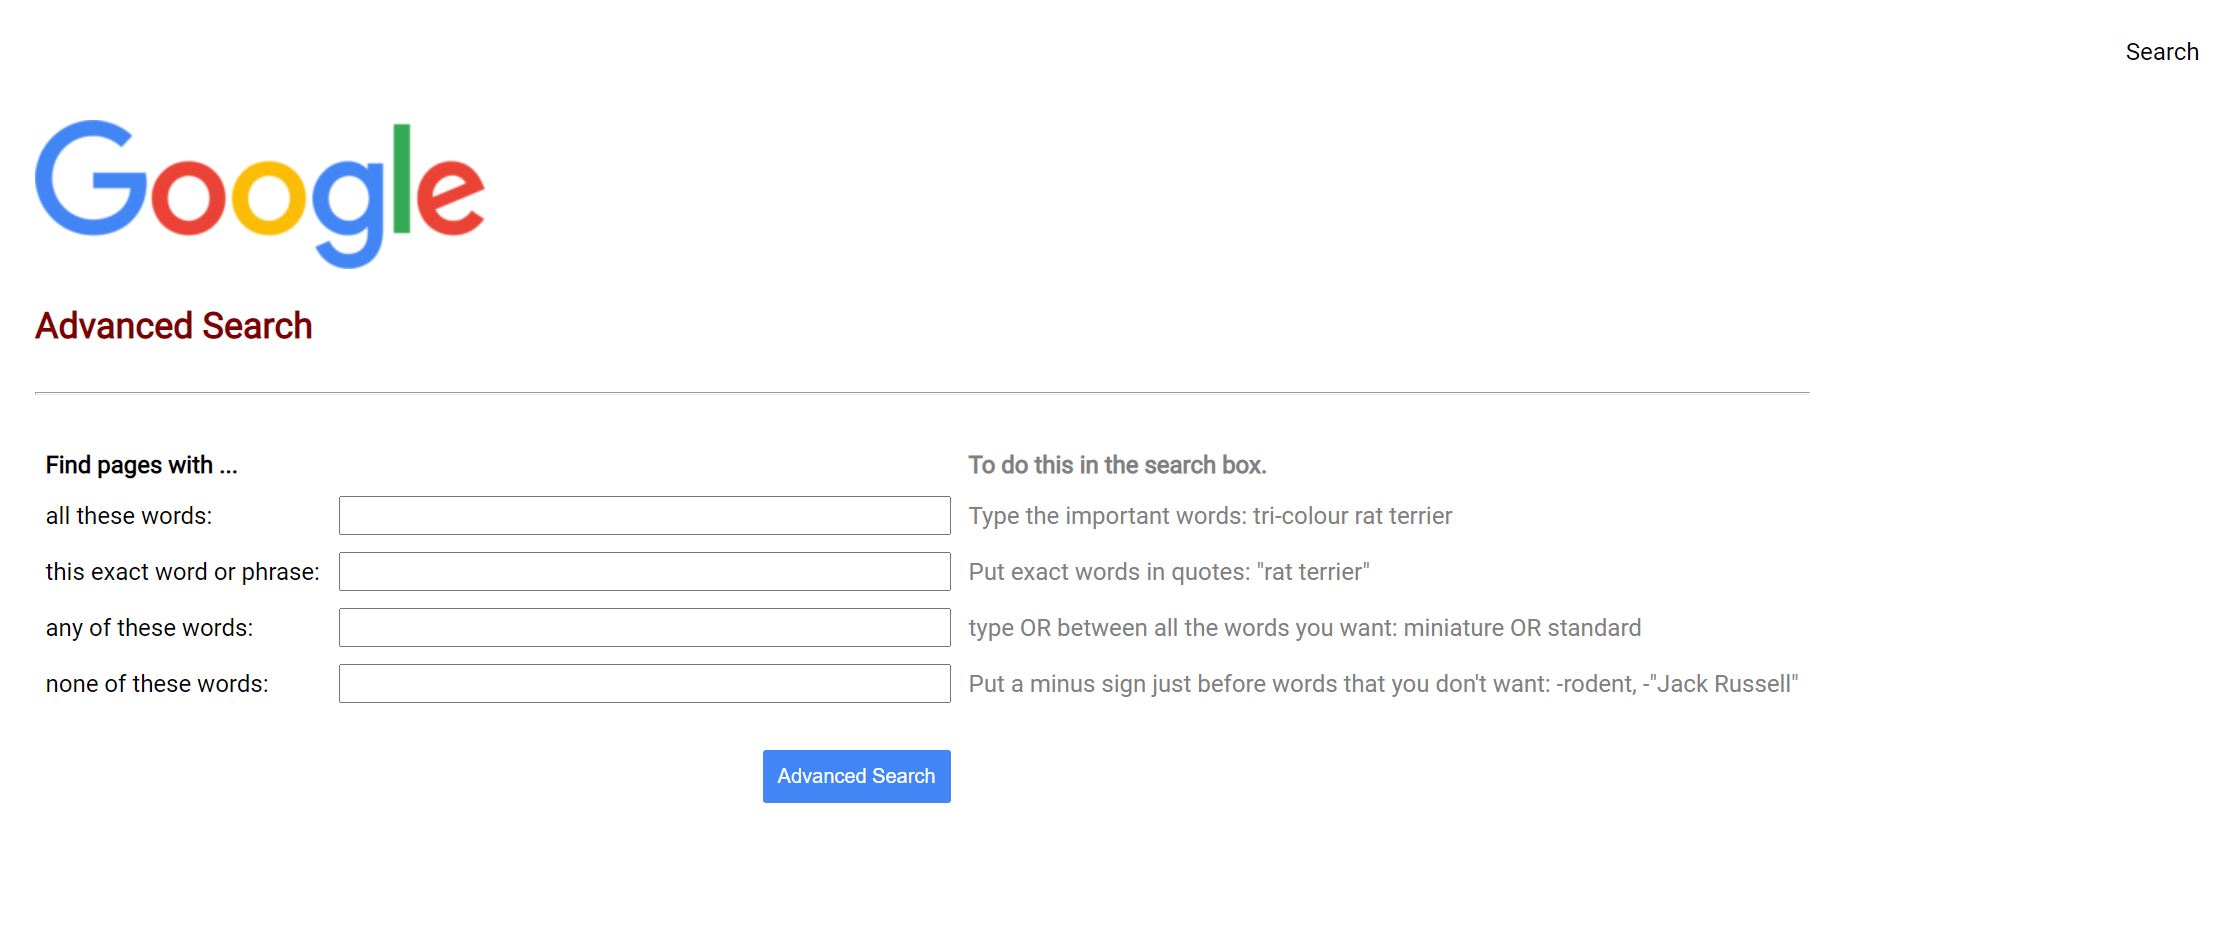 Search
Google
Advanced Search
Find pages with ... To do this in the search box.
all these words: Type the important words: tri-colour rat terrier
this exact word or phrase: Put exact words in quotes: "rat terrier"
any of these words: type OR between all the words you want: miniature OR standard
none of these words: Put a minus sign just before words that you don't want: -rodent, -"Jack Russell"
Advanced Search